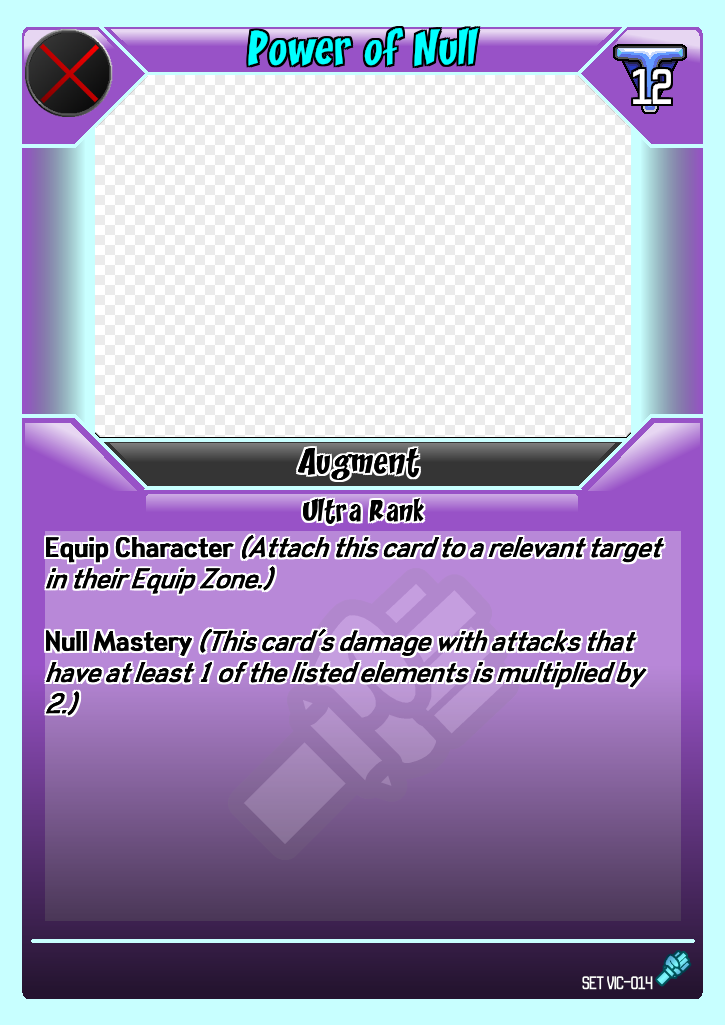 Power of Null
12
Augment
Ultra Rank
Equip Character (Attach this card to a relevant target
in their Equip Zone.)
Null Mastery (This card's damage with attacks that
have at least 1 of the listed elements is multiplied by
2.)
SET VIC-014